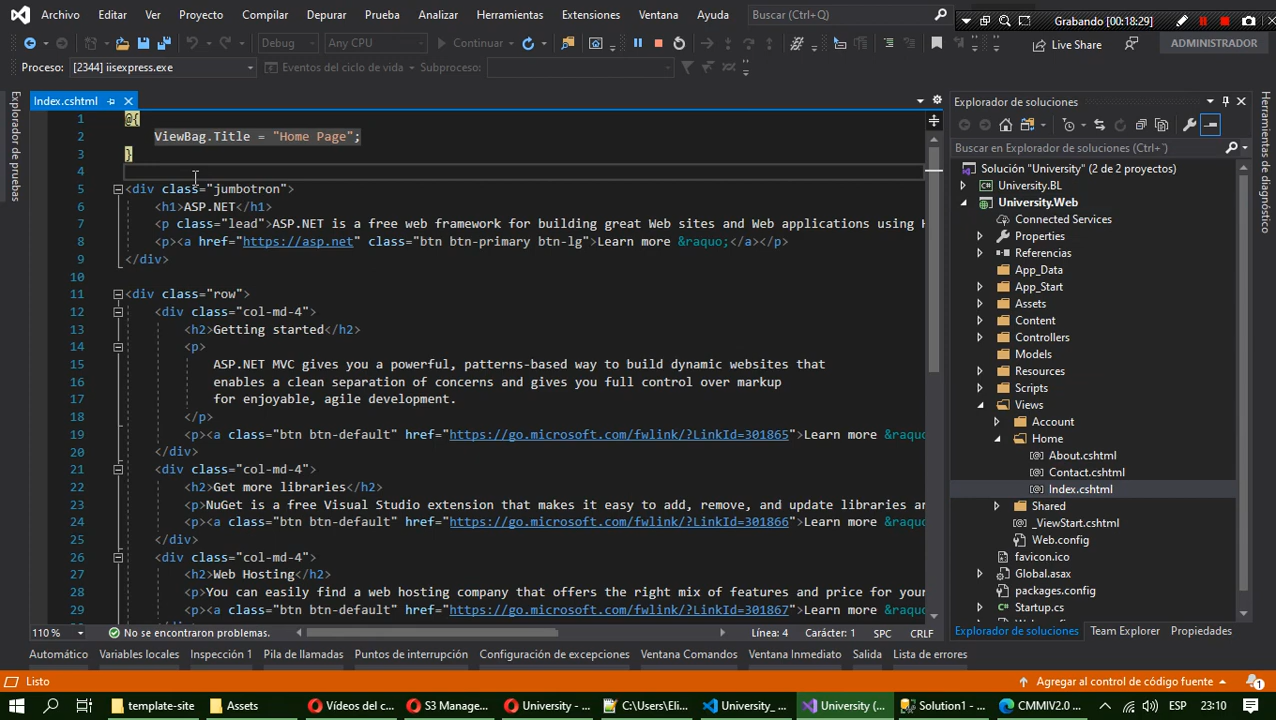 Archivo Editar Ver Proyecto Compilar Depurar Prueba Analizar Herramientas Extensiones Ventana Ayuda Buscar (Ctrl+Q)
Grabando [00:18:29]
Debug Any CPU Continuar Live Share ADMINISTRADOR
Proceso: [2344] iisexpress.exe Eventos del ciclo de vida Subproceso:
Explorador de pruebas
Index.cshtml
1 @{
2 ViewBag.Title = "Home Page";
3 }
4
5 <div class="jumbotron">
6 <h1>ASP.NET</h1>
7 <p class="lead">ASP.NET is a free web framework for building great Web sites and Web applications using H
8 <p><a href="https://asp.net" class="btn btn-primary btn-lg">Learn more &raquo;</a></p>
9 </div>
10
11 <div class="row">
12 <div class="col-md-4">
13 <h2>Getting started</h2>
14 <p>
15 ASP.NET MVC gives you a powerful, patterns-based way to build dynamic websites that
16 enables a clean separation of concerns and gives you full control over markup
17 for enjoyable, agile development.
18 </p>
19 <p><a class="btn btn-default" href="https://go.microsoft.com/fwlink/?LinkId=301865">Learn more &raquo
20 </div>
21 <div class="col-md-4">
22 <h2>Get more libraries</h2>
23 <p>NuGet is a free Visual Studio extension that makes it easy to add, remove, and update libraries an
24 <p><a class="btn btn-default" href="https://go.microsoft.com/fwlink/?LinkId=301866">Learn more &raquo
25 </div>
26 <div class="col-md-4">
27 <h2>Web Hosting</h2>
28 <p>You can easily find a web hosting company that offers the right mix of features and price for your
29 <p><a class="btn btn-default" href="https://go.microsoft.com/fwlink/?LinkId=301867">Learn more &raquo
110 % No se encontraron problemas. Línea: 4 Carácter: 1 SPC CRLF
Explorador de soluciones
Buscar en Explorador de soluciones (Ctrl+`)
Solución "University" (2 de 2 proyectos)
University.BL
University.Web
Connected Services
Properties
Referencias
App_Data
App_Start
Assets
Content
Controllers
Models
Resources
Scripts
Views
Account
Home
About.cshtml
Contact.cshtml
Index.cshtml
Shared
_ViewStart.cshtml
Web.config
favicon.ico
Global.asax
packages.config
Startup.cs
Explorador de soluciones Team Explorer Propiedades
Herramientas de diagnóstico
Automático Variables locales Inspección 1 Pila de llamadas Puntos de interrupción Configuración de excepciones Ventana Comandos Ventana Inmediato Salida Lista de errores
Listo Agregar al control de código fuente 1
template-site Assets Vídeos del c... S3 Manage... University - ... C:\Users\Eli... University_ ... University (... Solution1 - ... CMMIV2.0 ... ESP 23:10